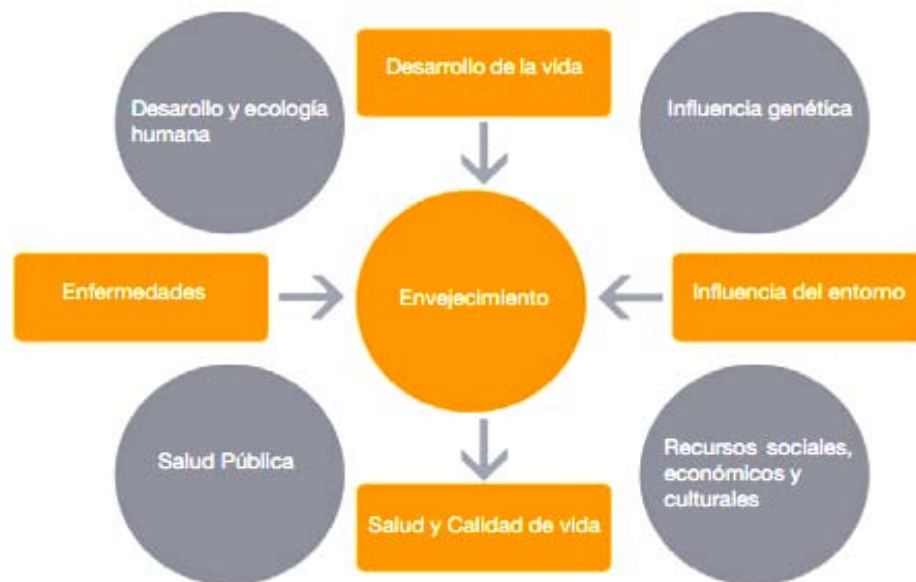 Desarrollo de la vida
Desarollo y ecología
humana
Influencia genética
Enfermedades
Envejecimiento
Influencia del entorno
Salud Pública
Recursos sociales,
económicos y
culturales
Salud y Calidad de vida